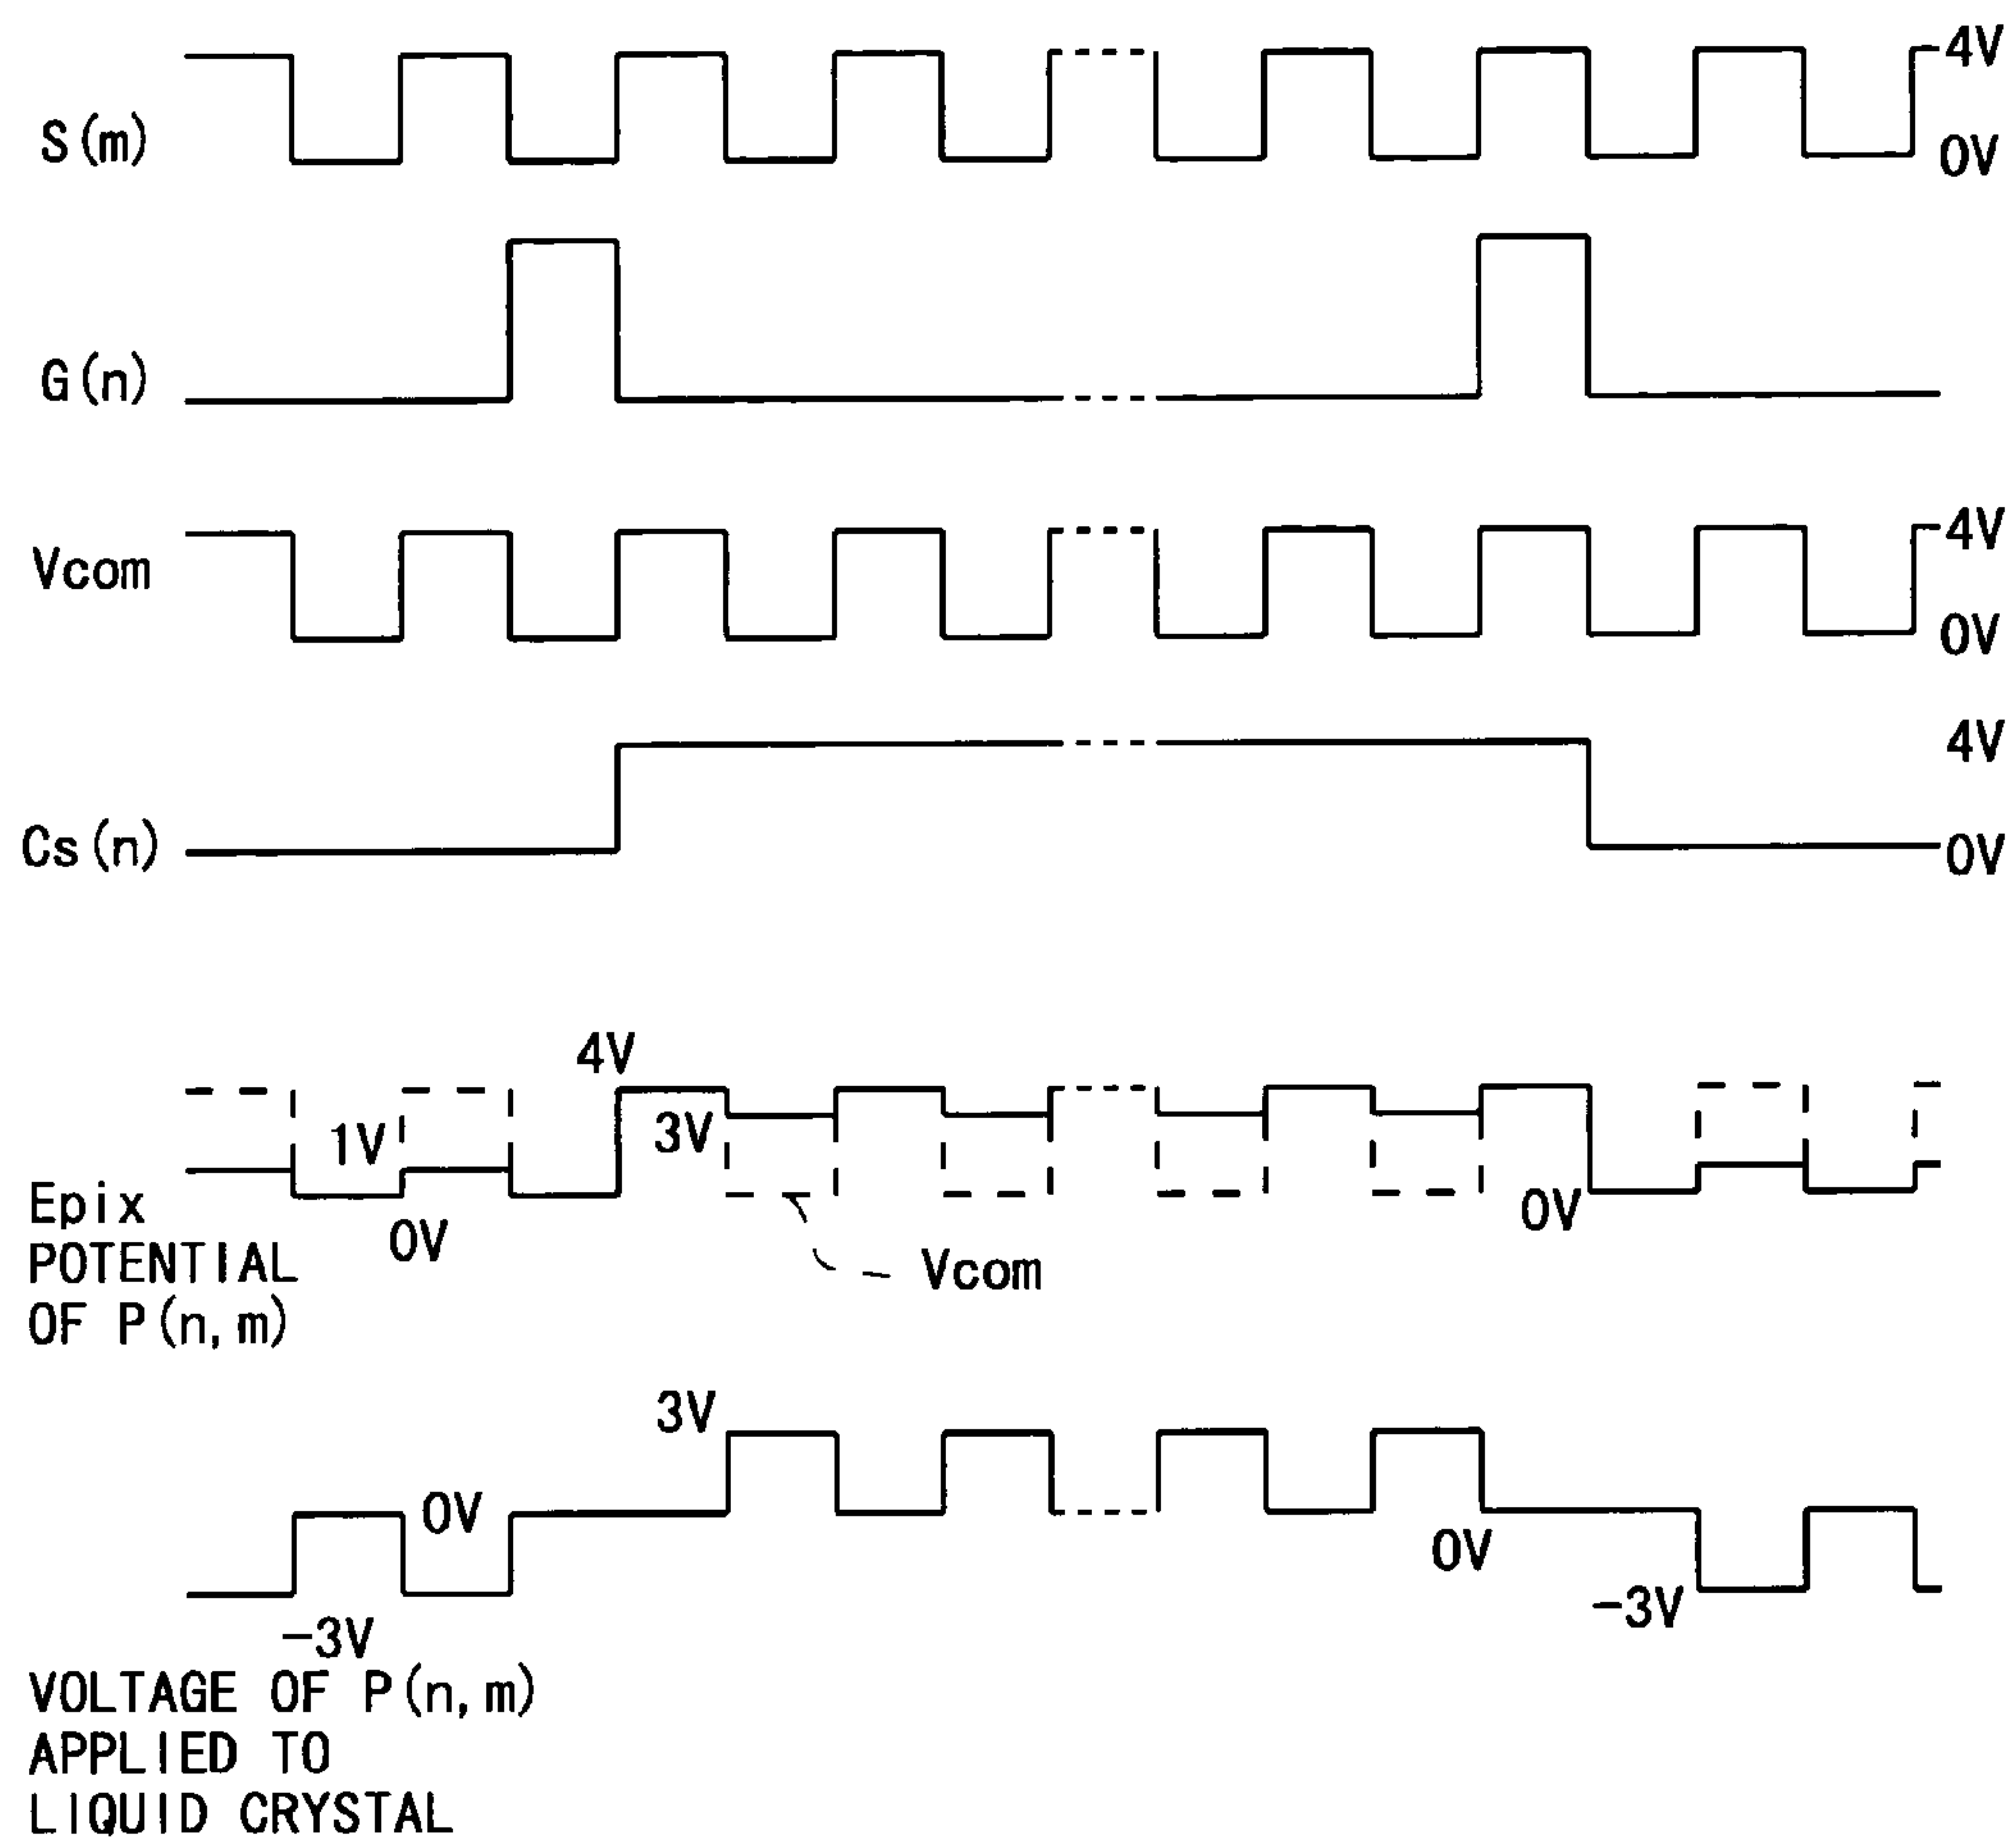 4V
S(m)
0V
G(n)
4V
Vcom
0V
4V
Cs(n)
0V
4V
1V
3V
Epix
POTENTIAL
OF P(n,m)
0V
0V
Vcom
3V
0V
0V
-3V
-3V
VOLTAGE OF P(n,m)
APPLIED TO
LIQUID CRYSTAL